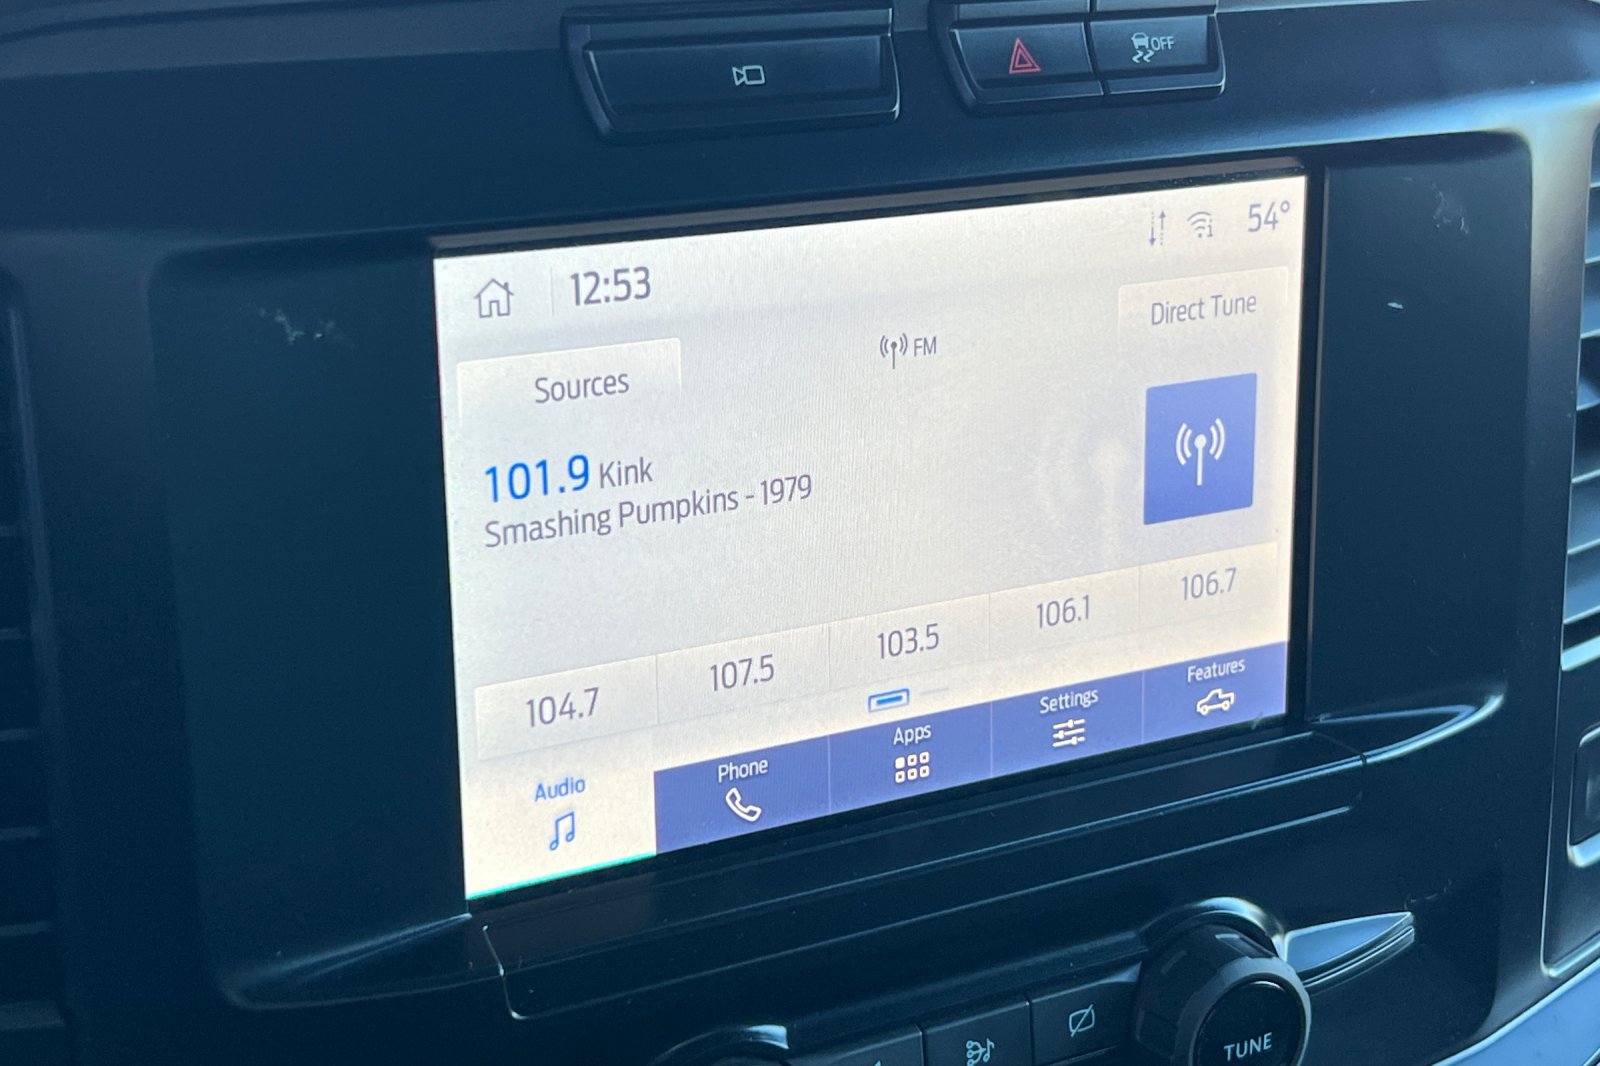 OFF
12:53
54°
Sources
FM
Direct Tune
101.9 Kink
Smashing Pumpkins - 1979
104.7
107.5
103.5
106.1
106.7
Audio
Phone
Apps
Settings
Features
TUNE